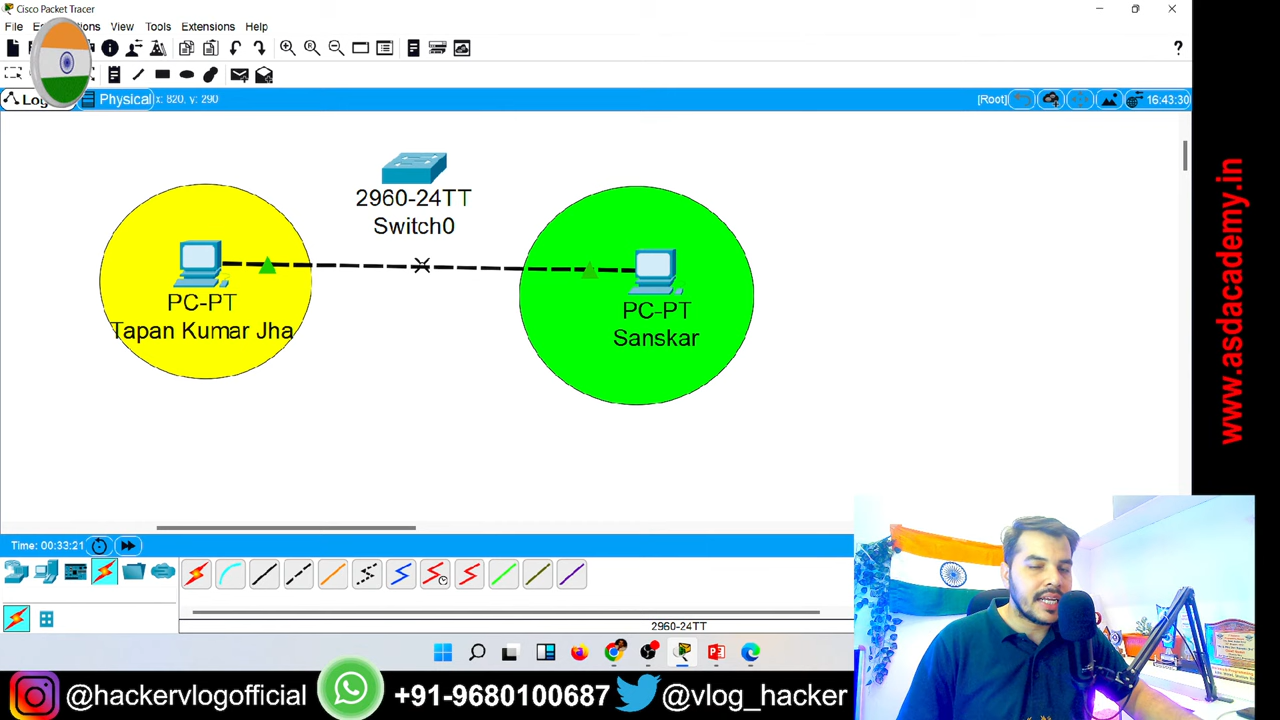 Cisco Packet Tracer
File
View Tools Extensions Help
?
Physical x: 820, y: 290
[Root]
16:43:30
2960-24TT
Switch0
PC-PT
Tapan Kumar Jha
PC-PT
Sanskar
Time: 00:33:21
2960-24TT
www.asdacademy.in
@hackervlogofficial
+91-9680100687
@vlog_hacker